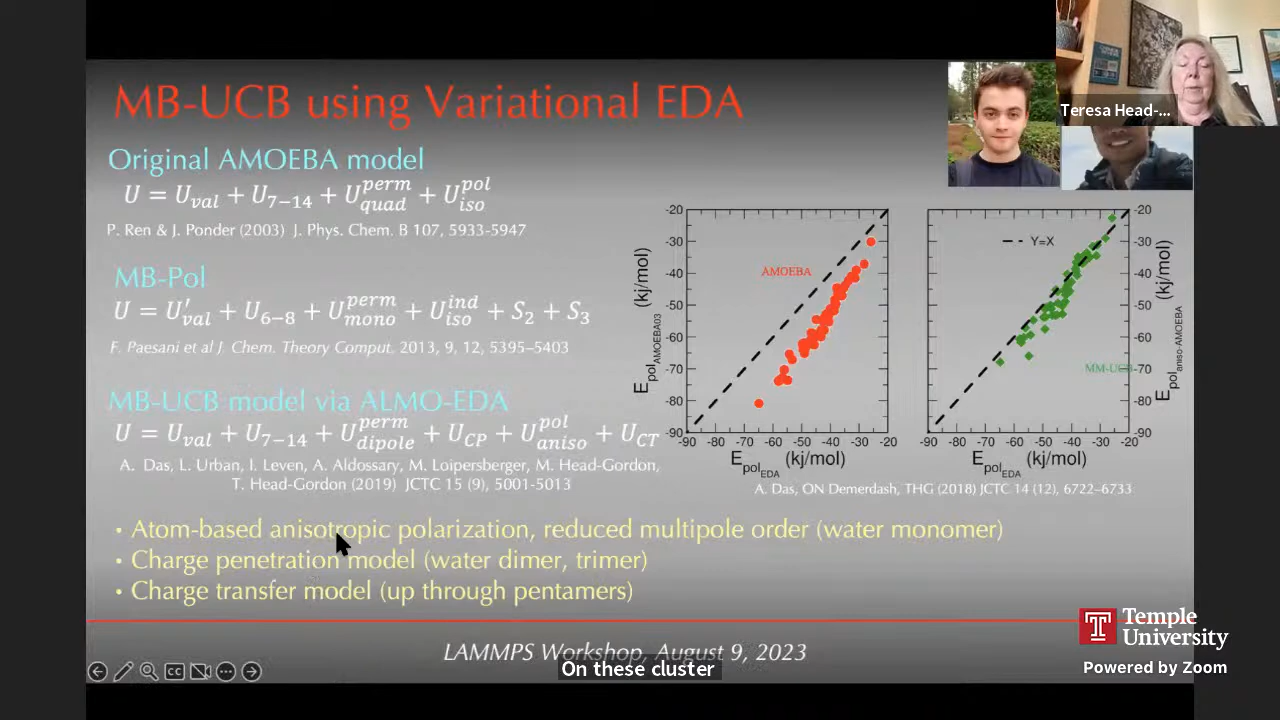 MB-UCB using Variational EDA
Teresa Head-...
Original AMOEBA model
U = U_val + U_7−14 + U_quad^perm + U_iso^pol
P. Ren & J. Ponder (2003) J. Phys. Chem. B 107, 5933-5947
MB-Pol
U = U′_val + U_6−8 + U_mono^perm + U_iso^ind + S_2 + S_3
F. Paesani et al J. Chem. Theory Comput. 2013, 9, 12, 5395–5403
MB-UCB model via ALMO-EDA
U = U_val + U_7−14 + U_dipole^perm + U_CP + U_aniso^pol + U_CT
A. Das, L. Urban, I. Leven, A. Aldossary, M. Loipersberger, M. Head-Gordon,
T. Head-Gordon (2019) JCTC 15 (9), 5001-5013
E_pol_AMOEBA03 (kj/mol)
-20
-30
-40
-50
-60
-70
-80
-90
AMOEBA
-90 -80 -70 -60 -50 -40 -30 -20
E_pol_EDA (kj/mol)
Y=X
MM-UCB
-20
-30
-40
-50
-60
-70
-80
-90
E_pol_aniso-AMOEBA (kj/mol)
-90 -80 -70 -60 -50 -40 -30 -20
E_pol_EDA (kj/mol)
A. Das, ON Demerdash, THG (2018) JCTC 14 (12), 6722–6733
• Atom-based anisotropic polarization, reduced multipole order (water monomer)
• Charge penetration model (water dimer, trimer)
• Charge transfer model (up through pentamers)
LAMMPS Workshop, August 9, 2023
On these cluster
CC
Temple
University
Powered by Zoom